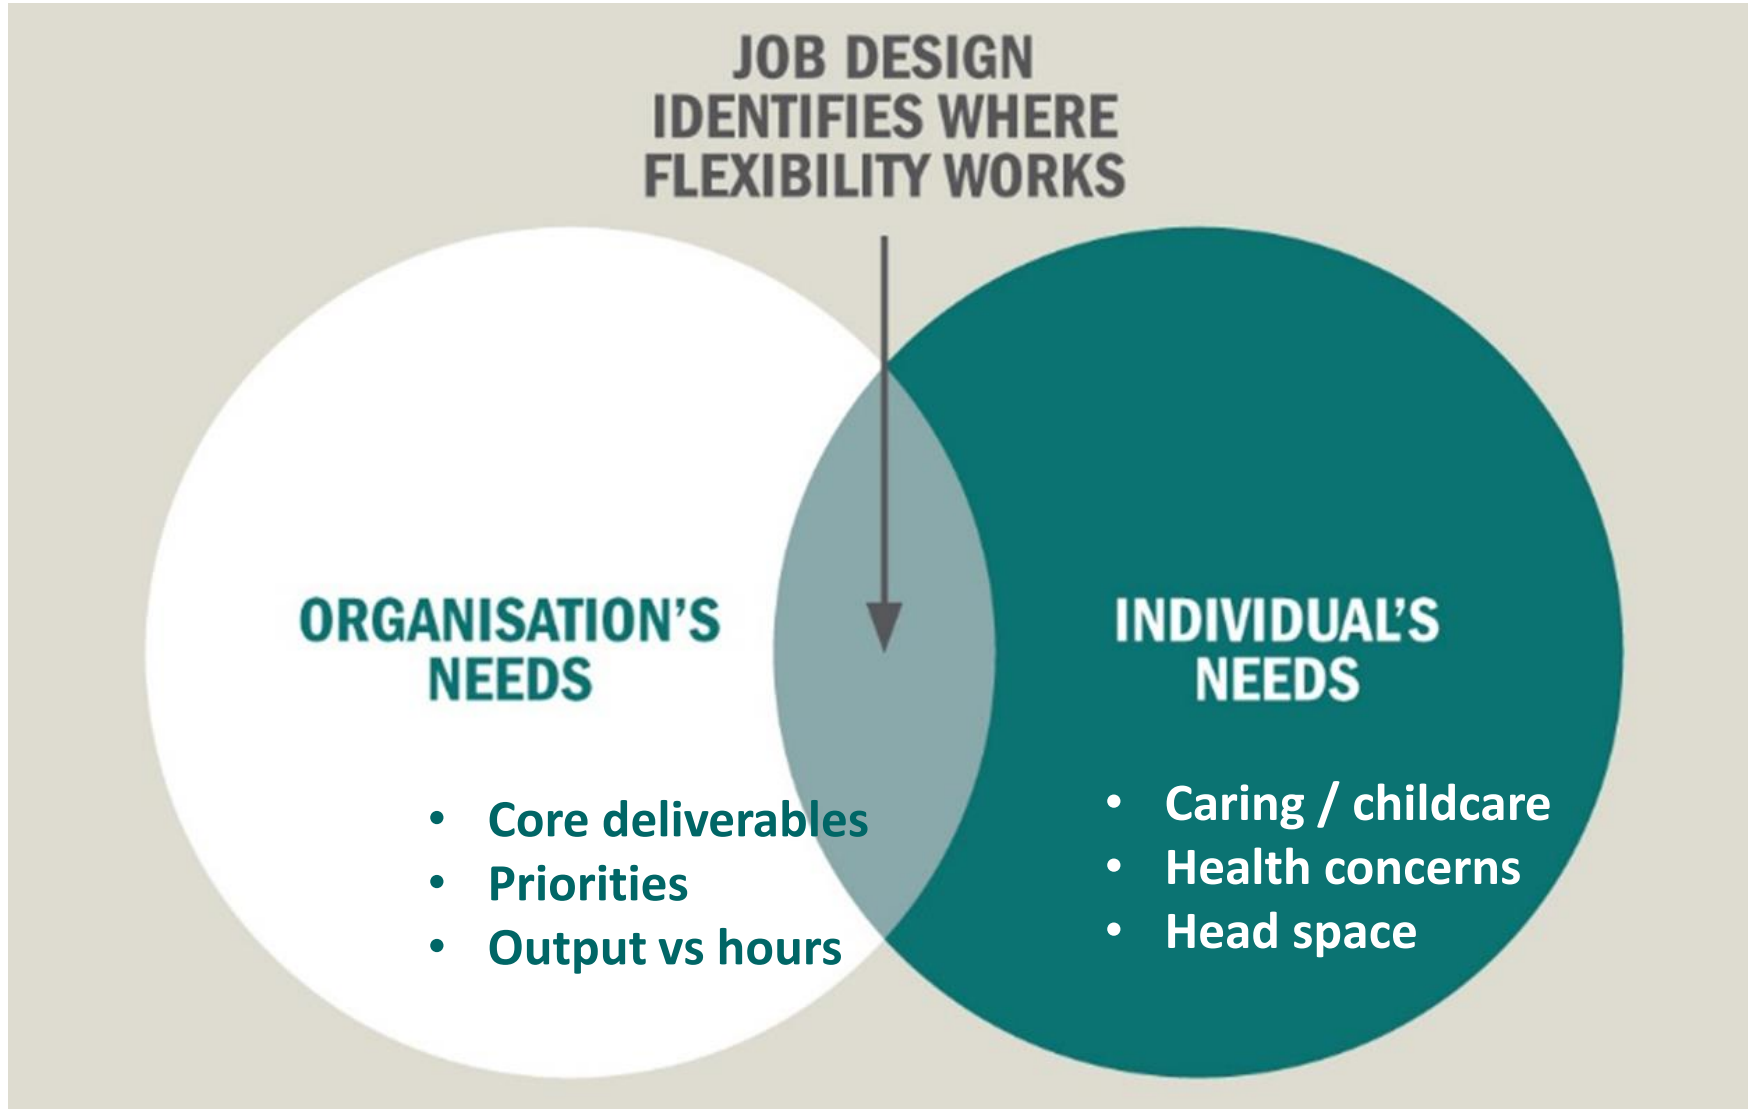 JOB DESIGN
IDENTIFIES WHERE
FLEXIBILITY WORKS
ORGANISATION’S
NEEDS
• Core deliverables
• Priorities
• Output vs hours
INDIVIDUAL’S
NEEDS
• Caring / childcare
• Health concerns
• Head space